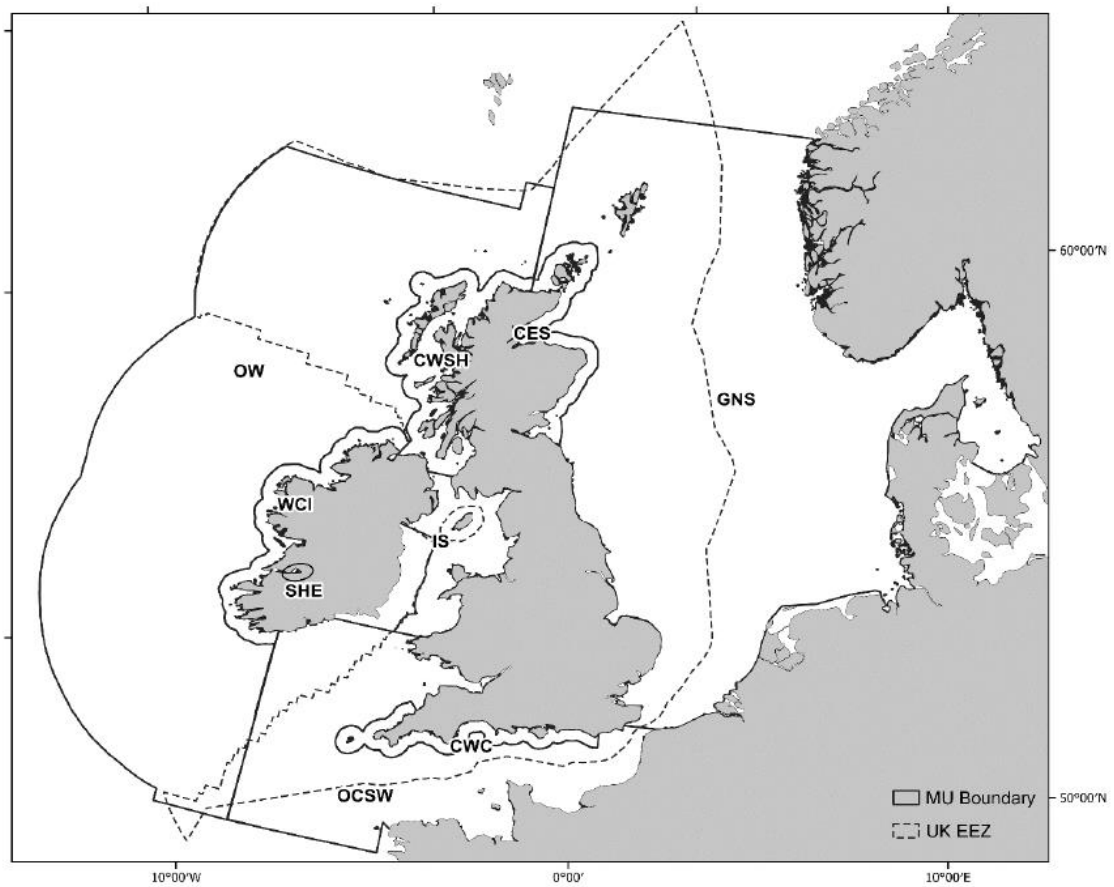 60°00'N
CES
CWSH
OW
GNS
WCI
IS
SHE
CWC
OCSW
MU Boundary
50°00'N
UK EEZ
10°00'W
0°00'
10°00'E